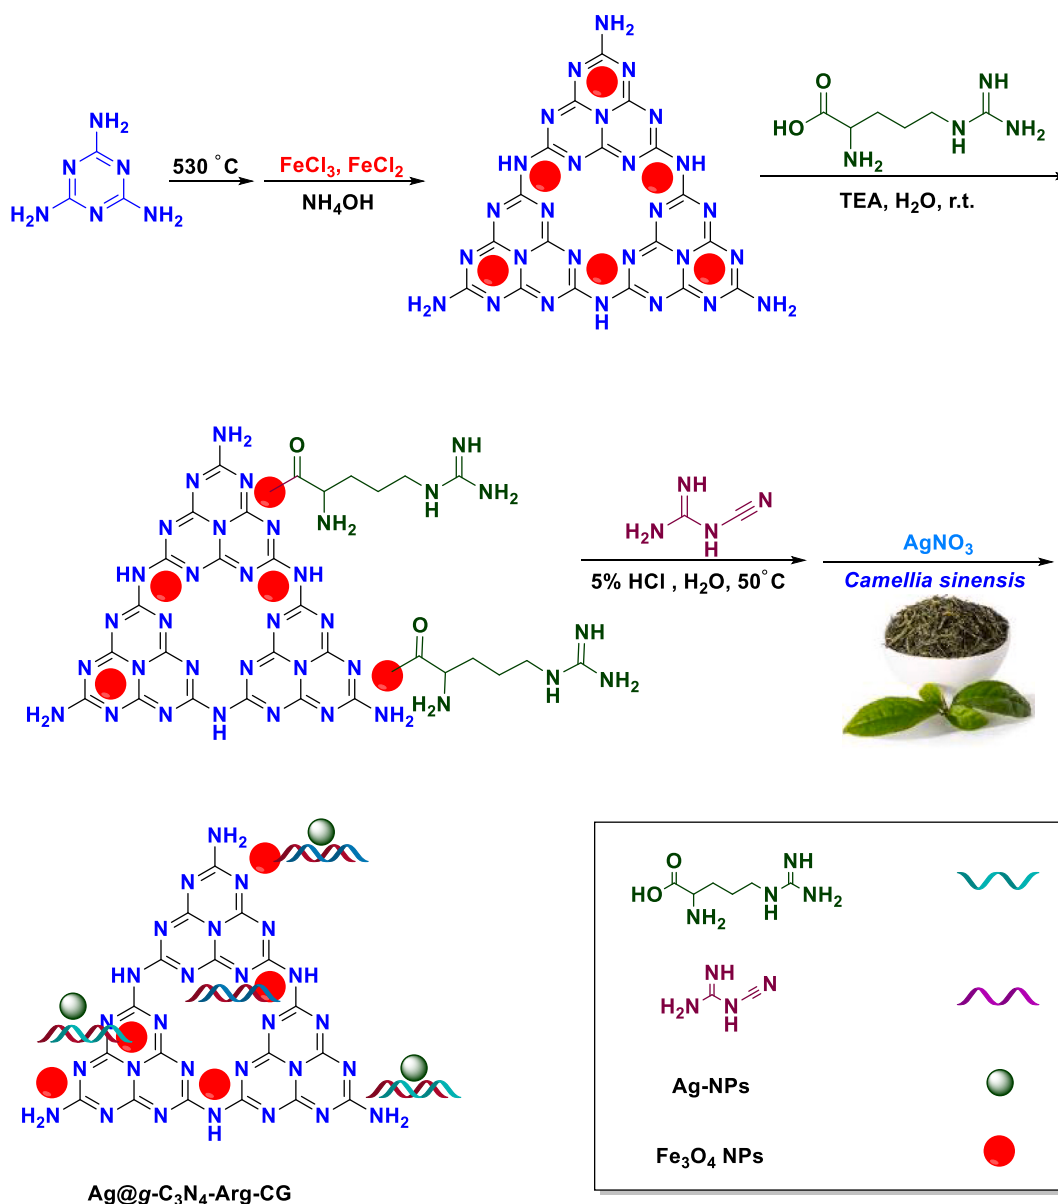 NH₂
N N
N N N
H₂N NH₂
530 °C
FeCl₃, FeCl₂
NH₄OH
NH₂
N N
N N N
HN N N NH
N N N N
N N N N N N
H₂N N N N N N NH₂
H
O NH
HO N NH₂
NH₂ H
TEA, H₂O, r.t.
NH₂
O NH
N N
N NH₂
H
NH₂
N N N
HN N N NH
N N N N
O NH
N N N N N N
N NH₂
H
H₂N
H₂N N N N N N NH₂
H
NH N
H₂N N
H
5% HCl , H₂O, 50°C
AgNO₃
Camellia sinensis
NH₂
N N
N N N
HN N N NH
N N N N
N N N N N N
H₂N N N N N N NH₂
H
Ag@g-C₃N₄-Arg-CG
O NH
HO N NH₂
NH₂ H
NH N
H₂N N
H
Ag-NPs
Fe₃O₄ NPs